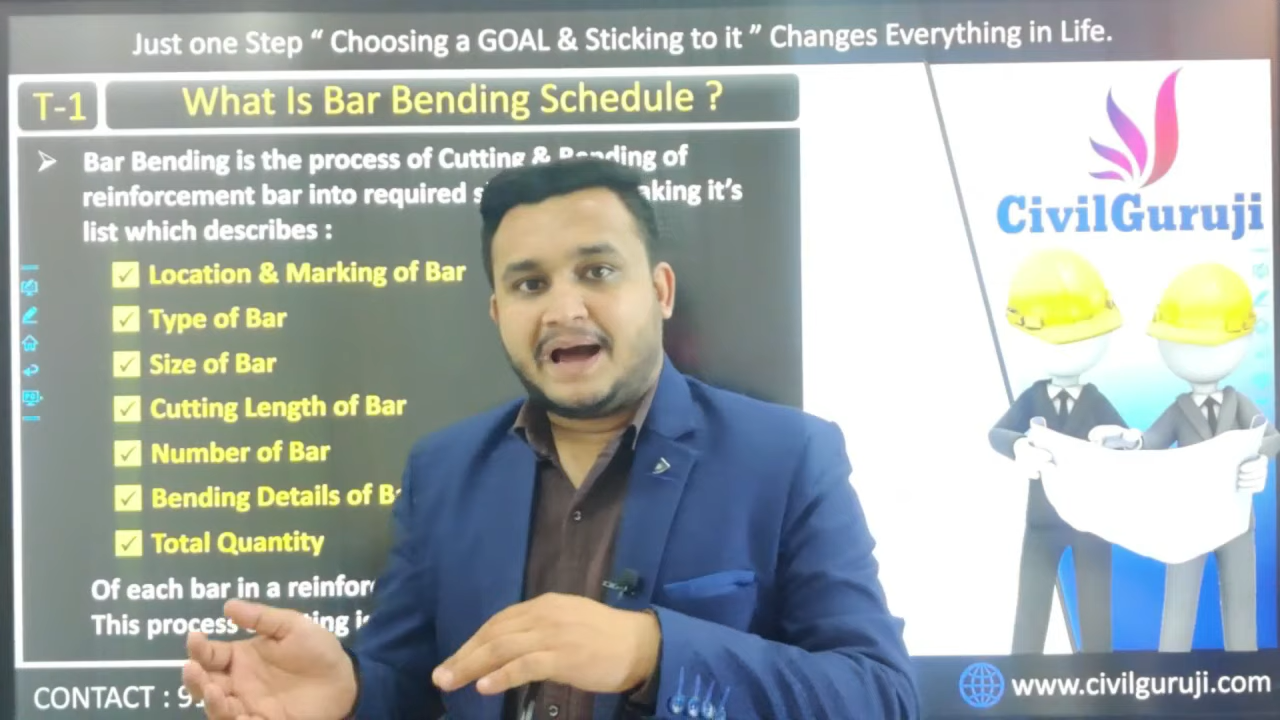 Just one Step “ Choosing a GOAL & Sticking to it ” Changes Everything in Life.
T-1
What Is Bar Bending Schedule ?
Bar Bending is the process of Cutting & Bending of
reinforcement bar into required
it’s
list which describes :
Location & Marking of Bar
Type of Bar
Size of Bar
Cutting Length of Bar
Number of Bar
Bending Details of
Total Quantity
Of each bar in a
This process
CivilGuruji
CONTACT :
www.civilguruji.com